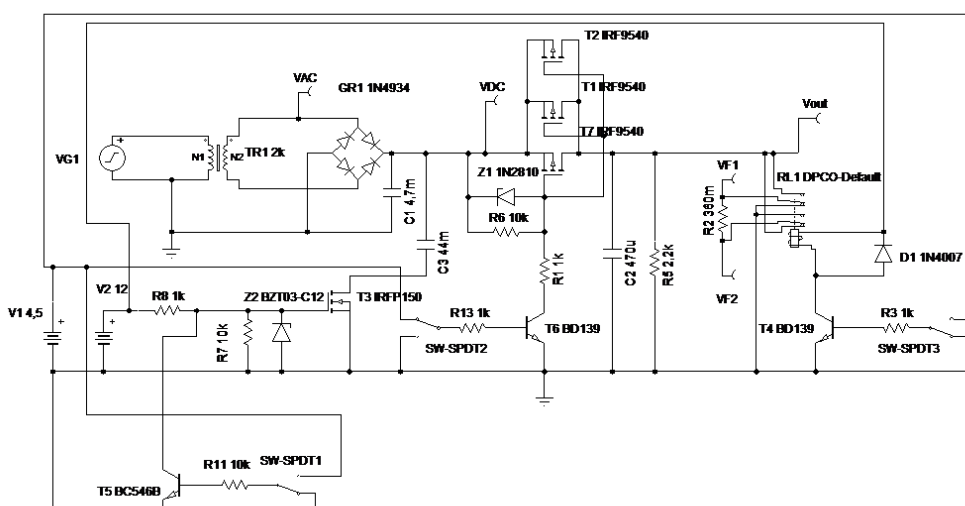 T2 IRF9540
VAC
GR1 1N4934
VDC
T1 IRF9540
Vout
T7 IRF9540
VG1
N1
N2
TR1 2k
VF1
RL1 DPCO-Default
Z1 1N2810
C1 4,7m
R6 10k
R2 360m
C3 44m
R1 1k
C2 470u
R5 2,2k
D1 1N4007
V1 4,5
V2 12
R8 1k
Z2 BZT03-C12
T3 IRFP150
VF2
R7 10k
R13 1k
SW-SPDT2
T6 BD139
T4 BD139
R3 1k
SW-SPDT3
SW-SPDT1
R11 10k
T5 BC546B